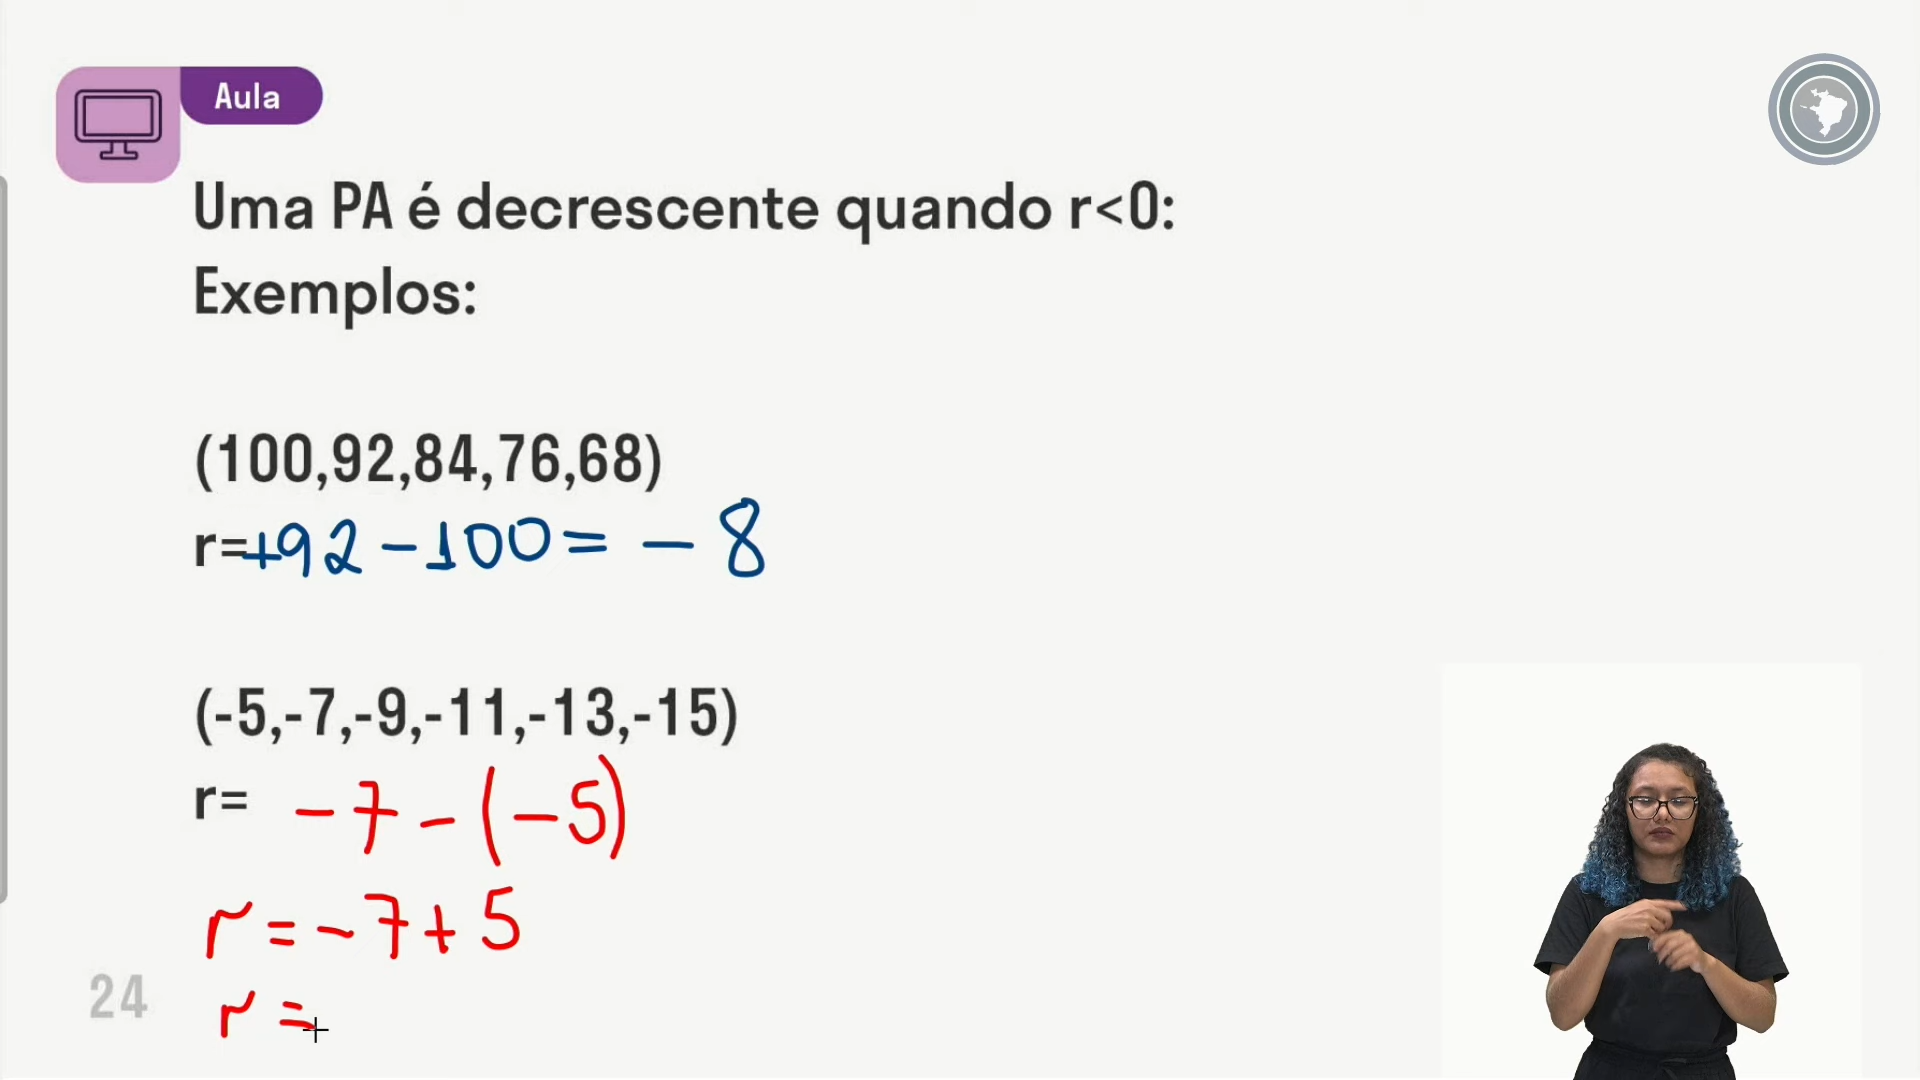 Aula
Uma PA é decrescente quando r<0:
Exemplos:
(100,92,84,76,68)
r=+92-100=-8
(-5,-7,-9,-11,-13,-15)
r= -7-(-5)
r=-7+5
24
r=